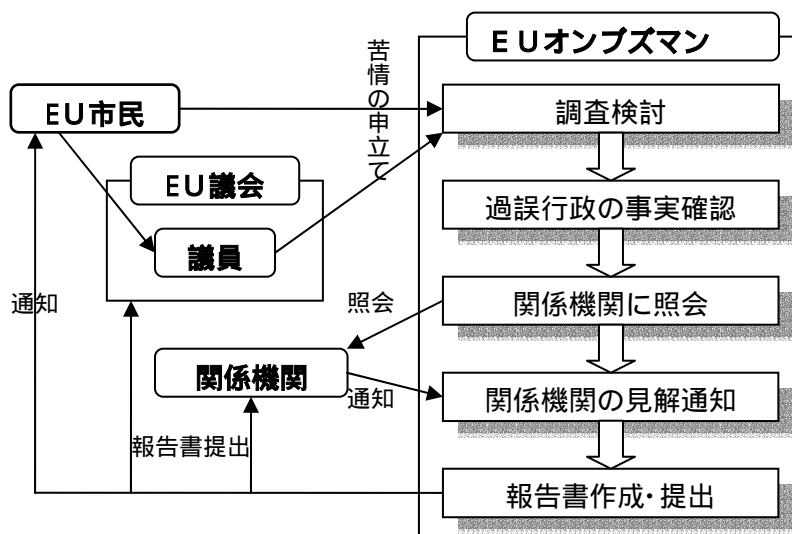 ＥＵオンブズマン
苦情の申立て
ＥＵ市民
調査検討
ＥＵ議会
過誤行政の事実確認
議員
通知
照会
関係機関に照会
関係機関
通知
関係機関の見解通知
報告書提出
報告書作成・提出